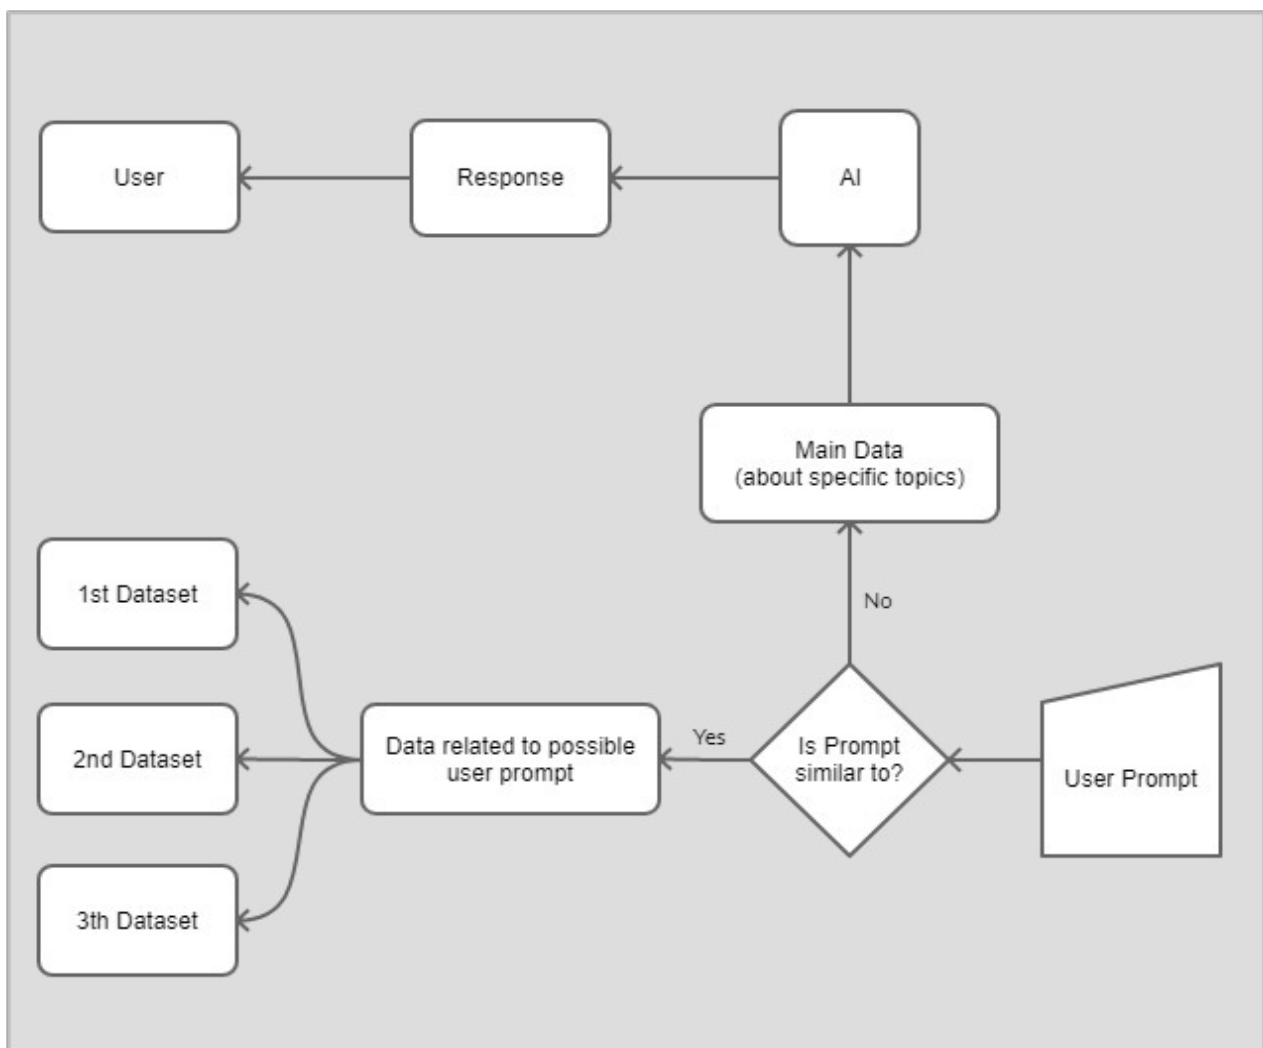 User
Response
AI
Main Data
(about specific topics)
1st Dataset
No
Yes
2nd Dataset
Data related to possible
user prompt
Is Prompt
similar to?
User Prompt
3th Dataset